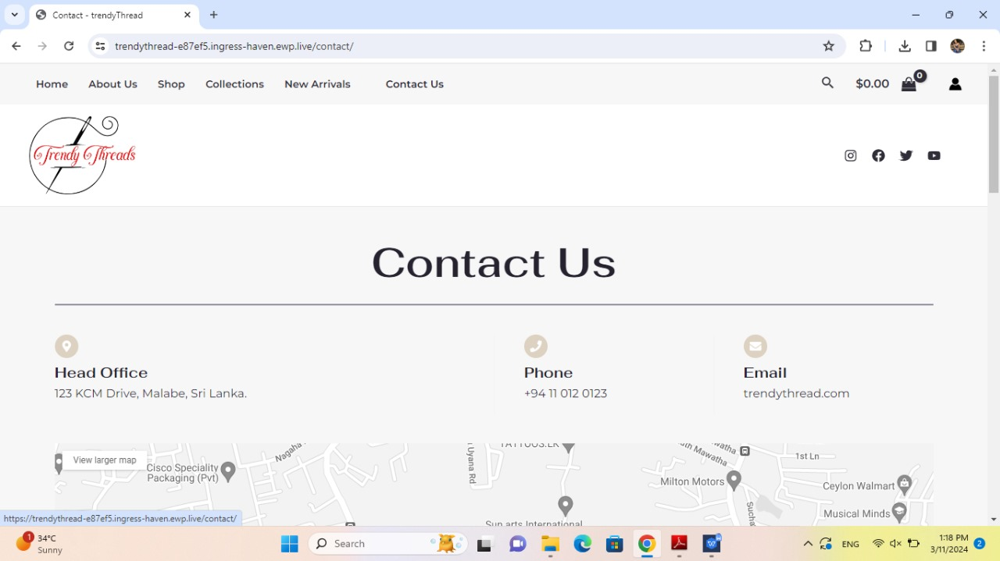 Contact - trendyThread
trendythread-e87ef5.ingress-haven.ewp.live/contact/
Home About Us Shop Collections New Arrivals Contact Us $0.00 0
Trendy Threads
Contact Us
Head Office
123 KCM Drive, Malabe, Sri Lanka.
Phone
+94 11 012 0123
Email
trendythread.com
View larger map
Cisco Speciality
Packaging (Pvt)
Nagaha
Uyana Rd
TATTOOS.LK
Sun arts International
Mawatha
Milton Motors
1st Ln
Ceylon Walmart
Musical Minds
https://trendythread-e87ef5.ingress-haven.ewp.live/contact/
1
34°C
Sunny
Search
ENG
1:18 PM
3/11/2024
2